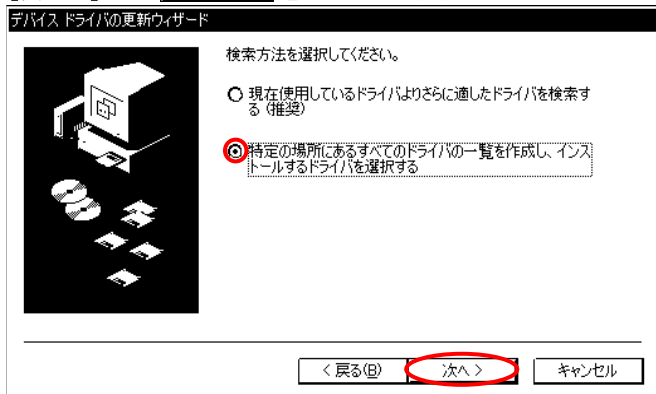 デバイス ドライバの更新ウィザード
検索方法を選択してください。
現在使用しているドライバよりさらに適したドライバを検索す
る (推奨)
特定の場所にあるすべてのドライバの一覧を作成し、インス
トールするドライバを選択する
< 戻る(B) 次へ > キャンセル